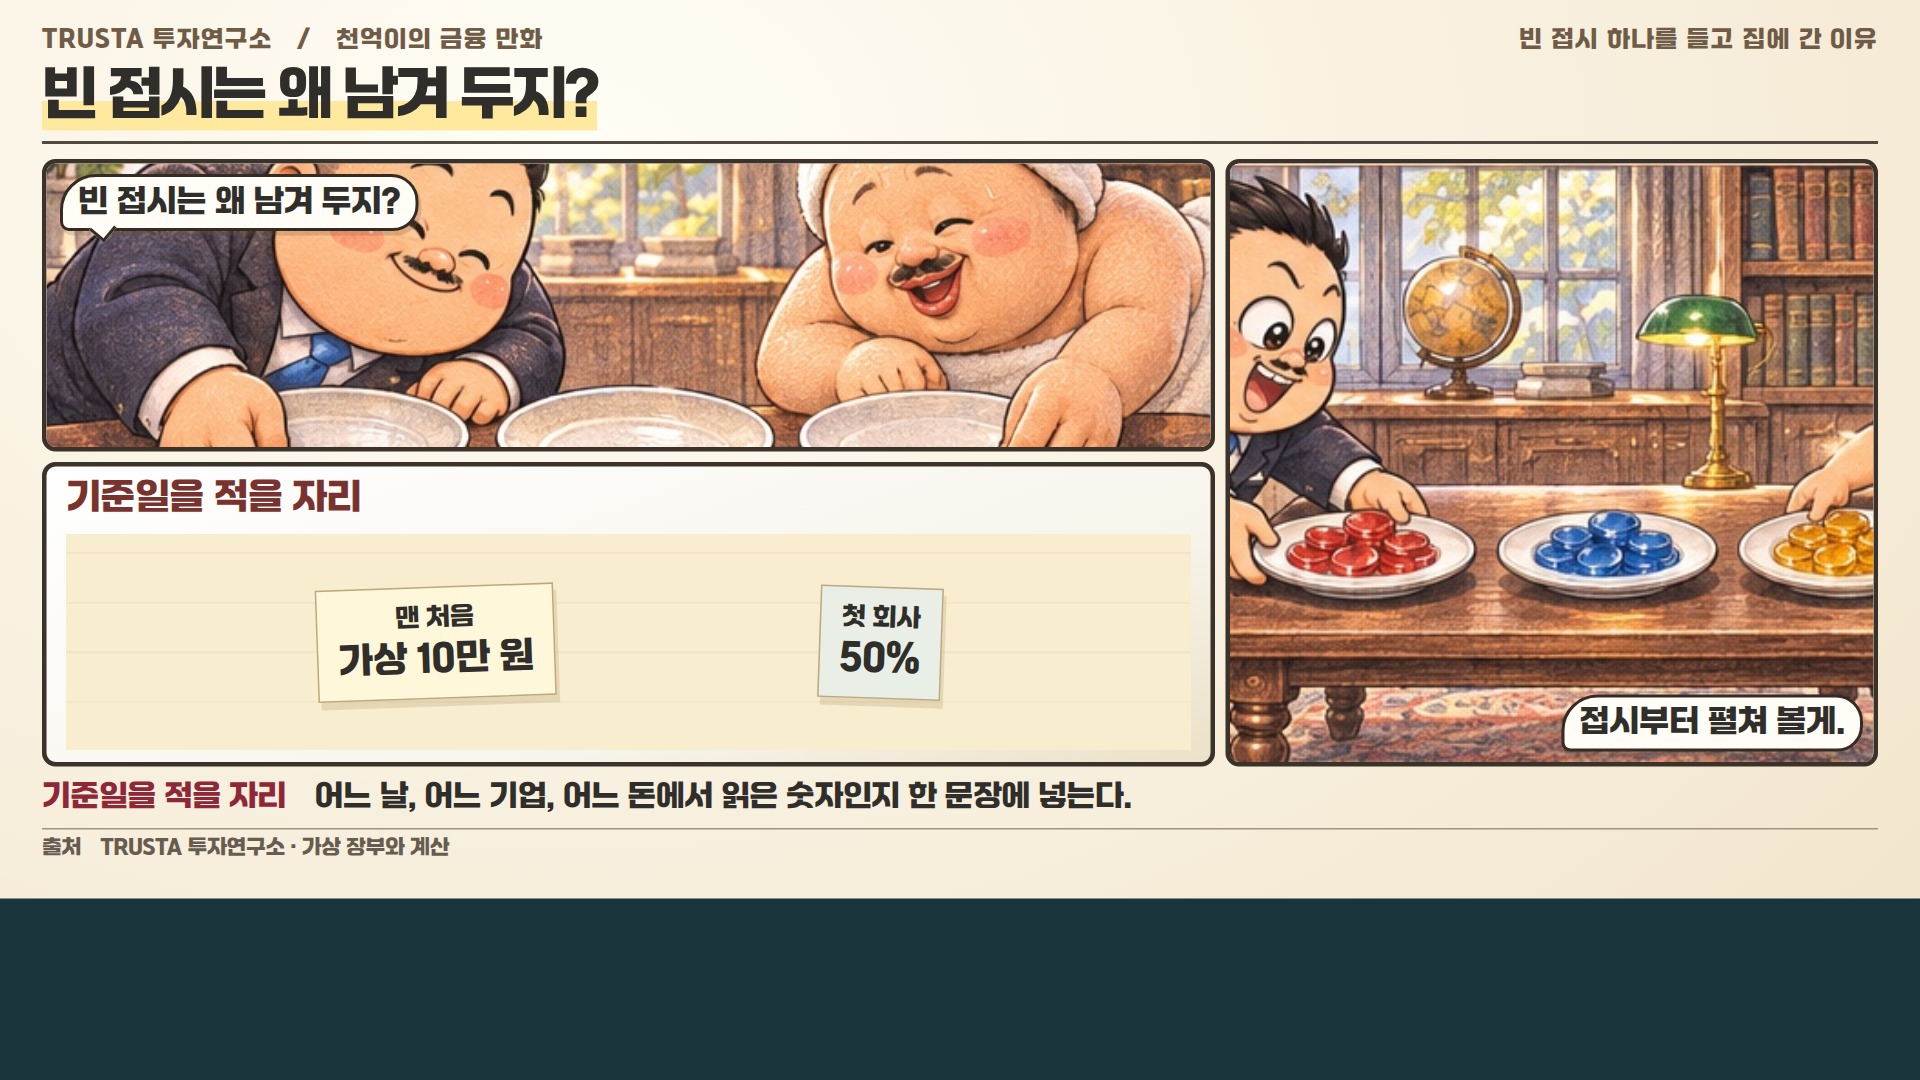 TRUSTA 투자연구소 / 천억이의 금융 만화
빈 접시 하나를 들고 집에 간 이유
빈 접시는 왜 남겨 두지?
빈 접시는 왜 남겨 두지?
기준일을 적을 자리
맨 처음
가상 10만 원
첫 회사
50%
접시부터 펼쳐 볼게.
기준일을 적을 자리 어느 날, 어느 기업, 어느 돈에서 읽은 숫자인지 한 문장에 넣는다.
출처 TRUSTA 투자연구소 · 가상 장부와 계산